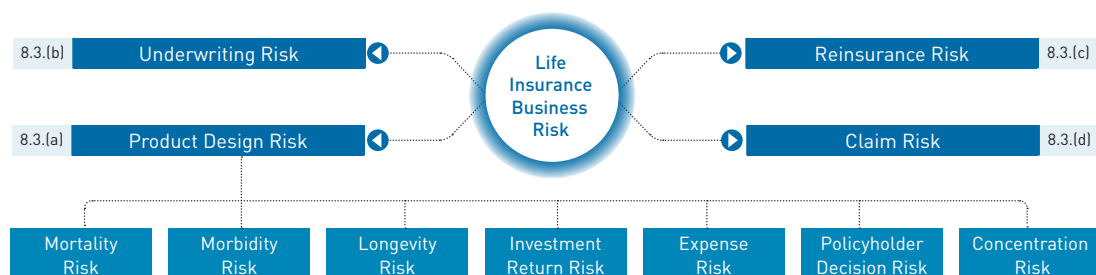 8.3.(b)
Underwriting Risk
Life
Insurance
Business
Risk
Reinsurance Risk
8.3.(c)
8.3.(a)
Product Design Risk
Claim Risk
8.3.(d)
Mortality
Risk
Morbidity
Risk
Longevity
Risk
Investment
Return Risk
Expense
Risk
Policyholder
Decision Risk
Concentration
Risk